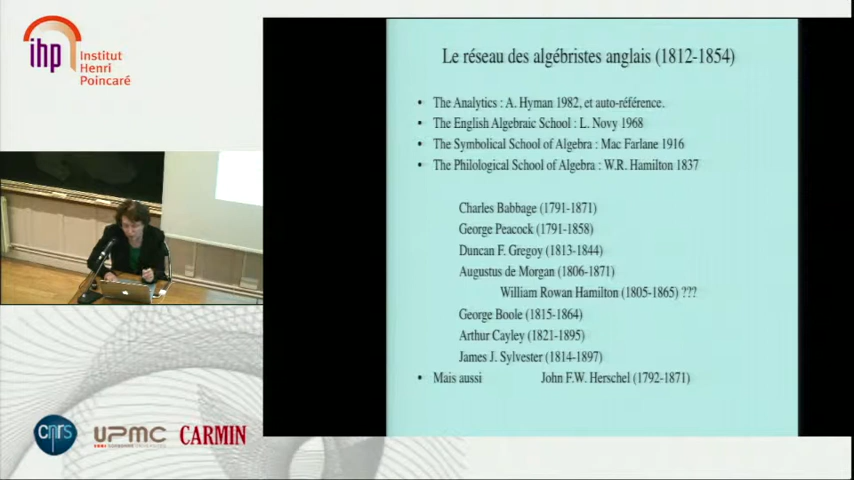 ihp
Institut
Henri
Poincaré
Le réseau des algébristes anglais (1812-1854)
• The Analytics : A. Hyman 1982, et auto-référence.
• The English Algebraic School : L. Novy 1968
• The Symbolical School of Algebra : Mac Farlane 1916
• The Philological School of Algebra : W.R. Hamilton 1837
Charles Babbage (1791-1871)
George Peacock (1791-1858)
Duncan F. Gregoy (1813-1844)
Augustus de Morgan (1806-1871)
William Rowan Hamilton (1805-1865) ???
George Boole (1815-1864)
Arthur Cayley (1821-1895)
James J. Sylvester (1814-1897)
• Mais aussi John F.W. Herschel (1792-1871)
cnrs
UPMC
CARMIN